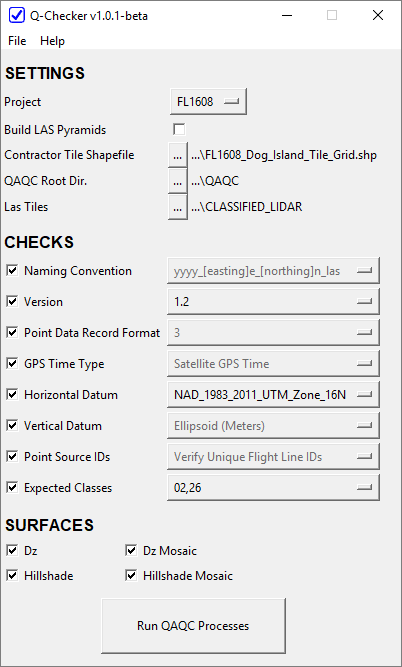 Q-Checker v1.0.1-beta
File Help
SETTINGS
Project FL1608
Build LAS Pyramids
Contractor Tile Shapefile ... ...\FL1608_Dog_Island_Tile_Grid.shp
QAQC Root Dir. ... ...\QAQC
Las Tiles ... ...\CLASSIFIED_LIDAR
CHECKS
Naming Convention yyyy_[easting]e_[northing]n_las
Version 1.2
Point Data Record Format 3
GPS Time Type Satellite GPS Time
Horizontal Datum NAD_1983_2011_UTM_Zone_16N
Vertical Datum Ellipsoid (Meters)
Point Source IDs Verify Unique Flight Line IDs
Expected Classes 02,26
SURFACES
Dz Dz Mosaic
Hillshade Hillshade Mosaic
Run QAQC Processes